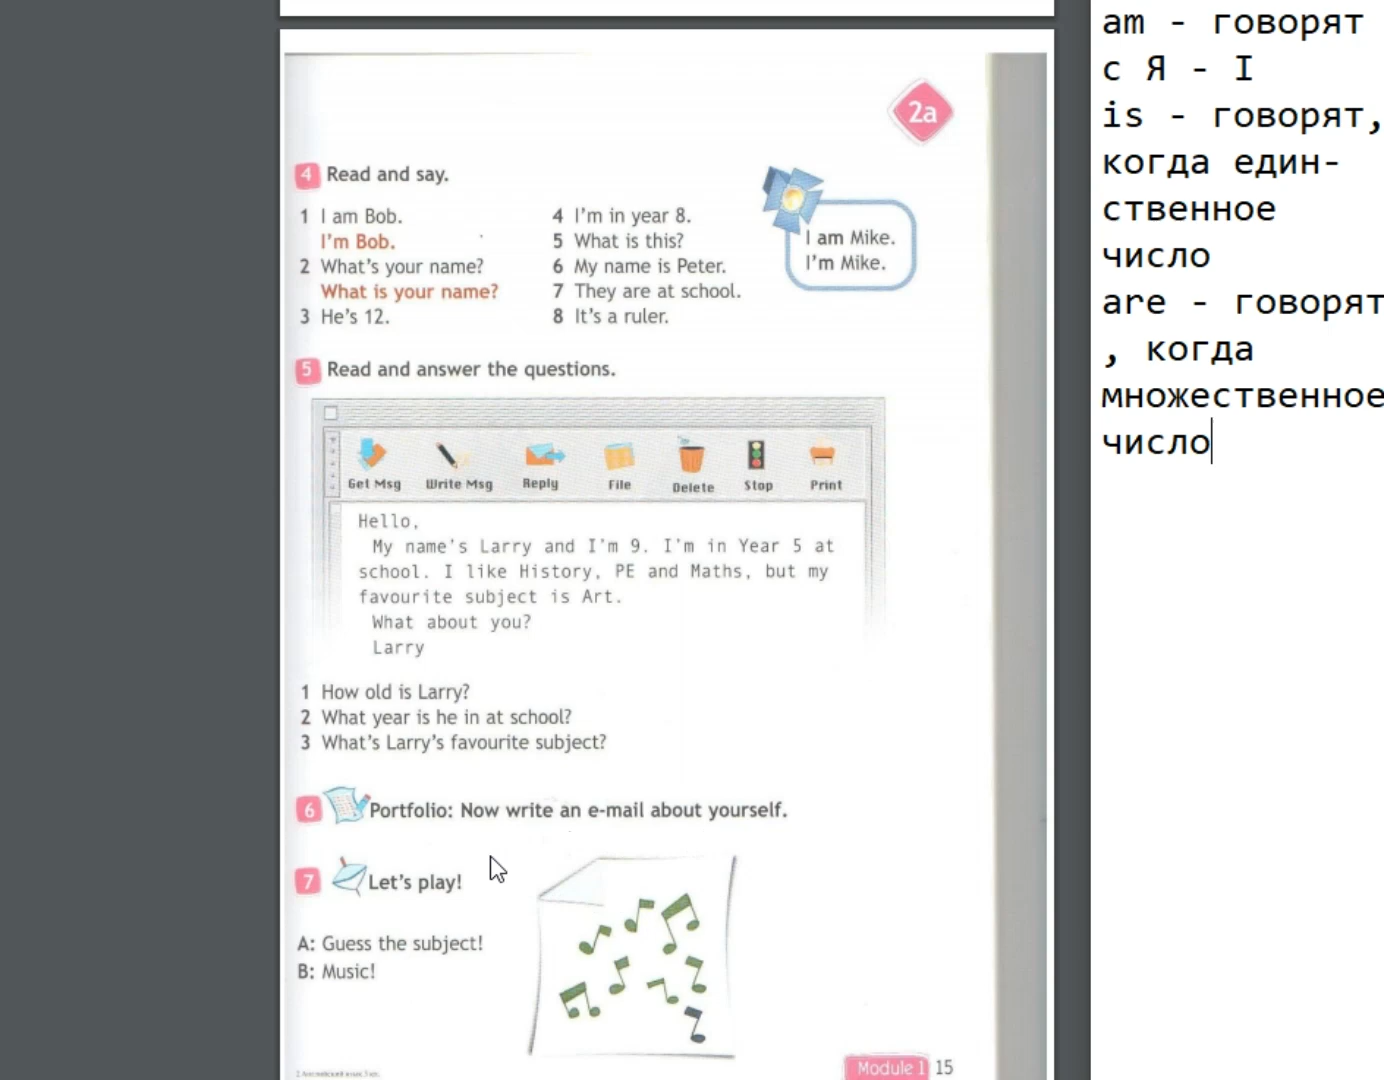 2a
4 Read and say.
1 I am Bob.
I'm Bob.
2 What's your name?
What is your name?
3 He's 12.
4 I'm in year 8.
5 What is this?
6 My name is Peter.
7 They are at school.
8 It's a ruler.
I am Mike.
I'm Mike.
5 Read and answer the questions.
Get Msg Write Msg Reply File Delete Stop Print
Hello,
My name's Larry and I'm 9. I'm in Year 5 at
school. I like History, PE and Maths, but my
favourite subject is Art.
What about you?
Larry
1 How old is Larry?
2 What year is he in at school?
3 What's Larry's favourite subject?
6 Portfolio: Now write an e-mail about yourself.
7 Let's play!
A: Guess the subject!
B: Music!
Module 1 15
am - говорят
с Я - I
is - говорят,
когда един-
ственное
число
are - говорят
, когда
множественное
число